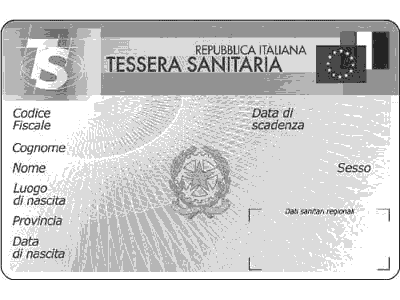 TS
REPUBBLICA ITALIANA
TESSERA SANITARIA
Codice
Fiscale
Data di
scadenza
Cognome
Nome
Sesso
Luogo
di nascita
Dati sanitari regionali
Provincia
Data
di nascita